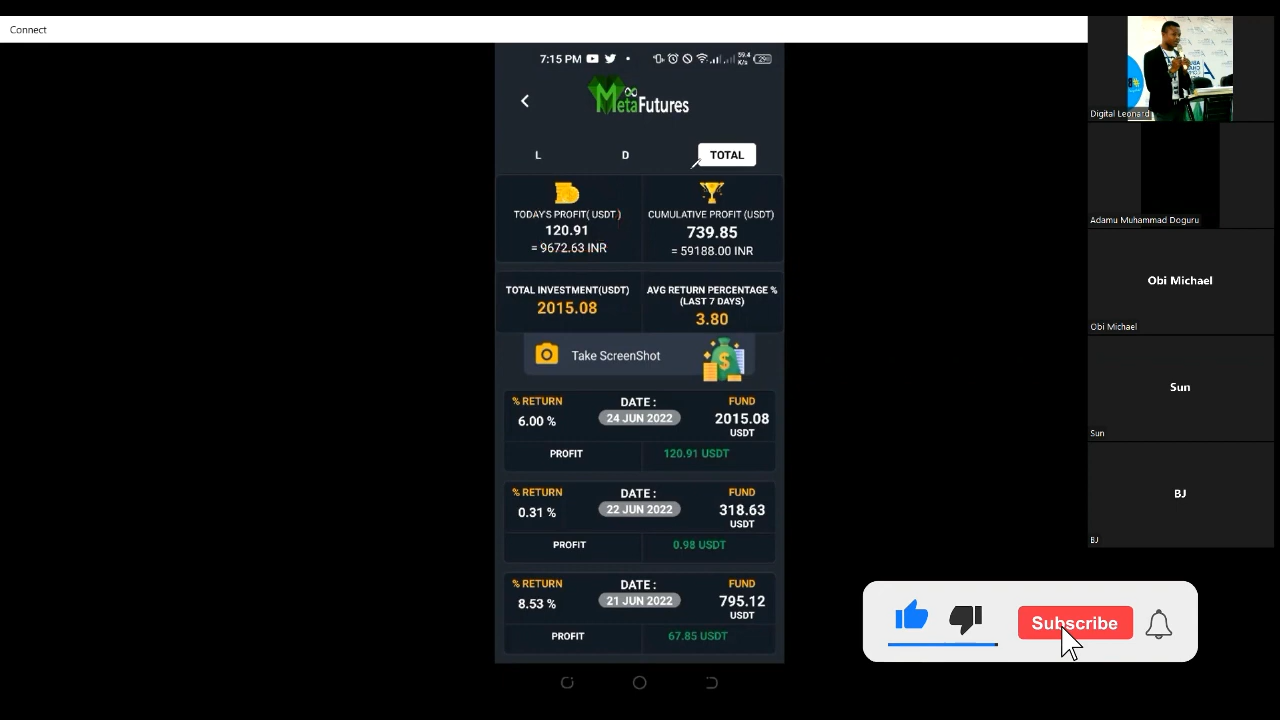 Connect
7:15 PM
59.4
K/s
29
MetaFutures
L D TOTAL
TODAY'S PROFIT( USDT )
120.91
= 9672.63 INR
CUMULATIVE PROFIT (USDT)
739.85
= 59188.00 INR
TOTAL INVESTMENT(USDT)
2015.08
AVG RETURN PERCENTAGE %
(LAST 7 DAYS)
3.80
Take ScreenShot
% RETURN
6.00 %
DATE :
24 JUN 2022
FUND
2015.08
USDT
PROFIT
120.91 USDT
% RETURN
0.31 %
DATE :
22 JUN 2022
FUND
318.63
USDT
PROFIT
0.98 USDT
% RETURN
8.53 %
DATE :
21 JUN 2022
FUND
795.12
USDT
PROFIT
67.85 USDT
Digital Leonard
Adamu Muhammad Doguru
Obi Michael
Obi Michael
Sun
Sun
BJ
BJ
Subscribe